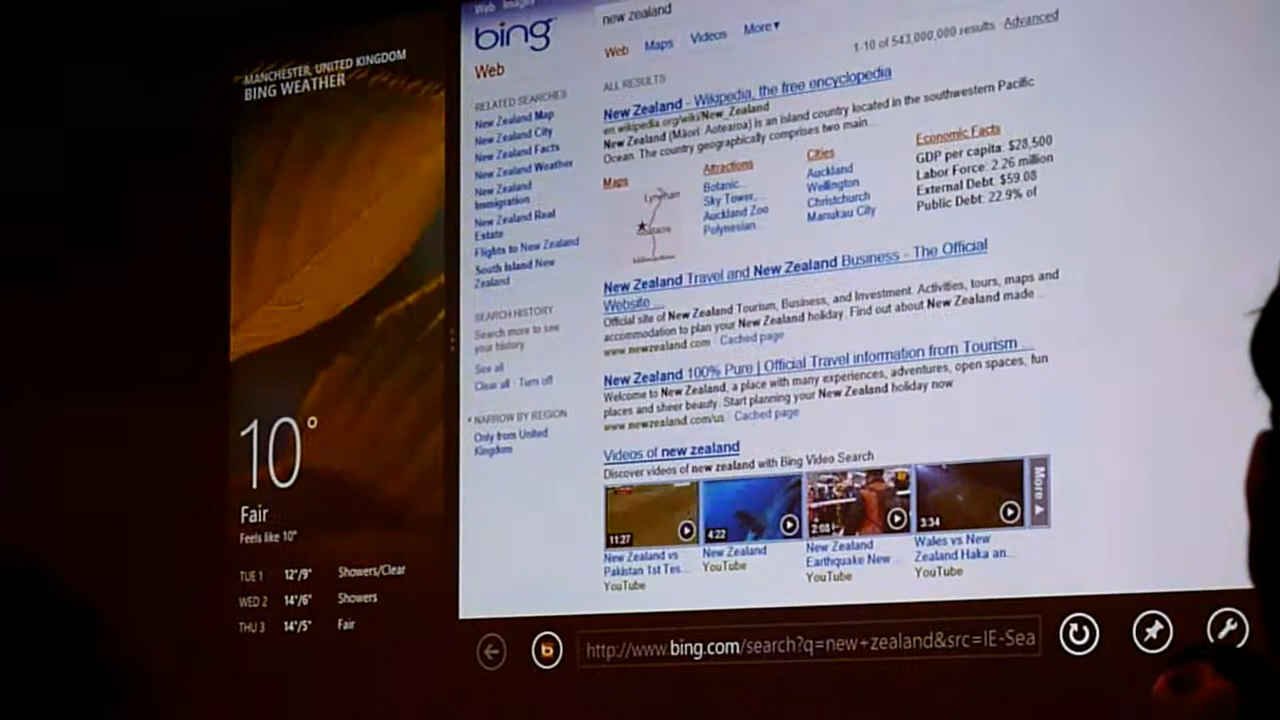 MANCHESTER, UNITED KINGDOM
BING WEATHER
10°
Fair
Feels like 10°
TUE 1 12°/9° Showers/Clear
WED 2 14°/6° Showers
THU 3 14°/5° Fair
Web Images
bing
new zealand
Web Maps Videos More▾
1-10 of 543,000,000 results · Advanced
Web
RELATED SEARCHES
New Zealand Map
New Zealand City
New Zealand Facts
New Zealand Weather
New Zealand
Immigration
New Zealand Real
Estate
Flights to New Zealand
South Island New
Zealand
SEARCH HISTORY
Search more to see
your history
See all
Clear all · Turn off
NARROW BY REGION
Only from United
Kingdom
ALL RESULTS
New Zealand - Wikipedia, the free encyclopedia
en.wikipedia.org/wiki/New_Zealand
New Zealand (Māori: Aotearoa) is an island country located in the southwestern Pacific
Ocean. The country geographically comprises two main...
Maps
Attractions
Botanic...
Sky Tower,...
Auckland Zoo
Polynesian...
Cities
Auckland
Wellington
Christchurch
Manukau City
Economic Facts
GDP per capita: $28,500
Labor Force: 2.26 million
External Debt: $59.08
Public Debt: 22.9% of
New Zealand Travel and New Zealand Business - The Official
Website ...
Official site of New Zealand Tourism, Business, and Investment. Activities, tours, maps and
accommodation to plan your New Zealand holiday. Find out about New Zealand made ...
www.newzealand.com · Cached page
New Zealand 100% Pure | Official Travel information from Tourism ...
Welcome to New Zealand, a place with many experiences, adventures, open spaces, fun
places and sheer beauty. Start planning your New Zealand holiday now
www.newzealand.com/us · Cached page
Videos of new zealand
Discover videos of new zealand with Bing Video Search
11:27
4:22
2:08
3:34
More
New Zealand vs
Pakistan 1st Tes...
YouTube
New Zealand
YouTube
New Zealand
Earthquake New...
YouTube
Wales vs New
Zealand Haka an...
YouTube
b
http://www.bing.com/search?q=new+zealand&src=IE-Sea